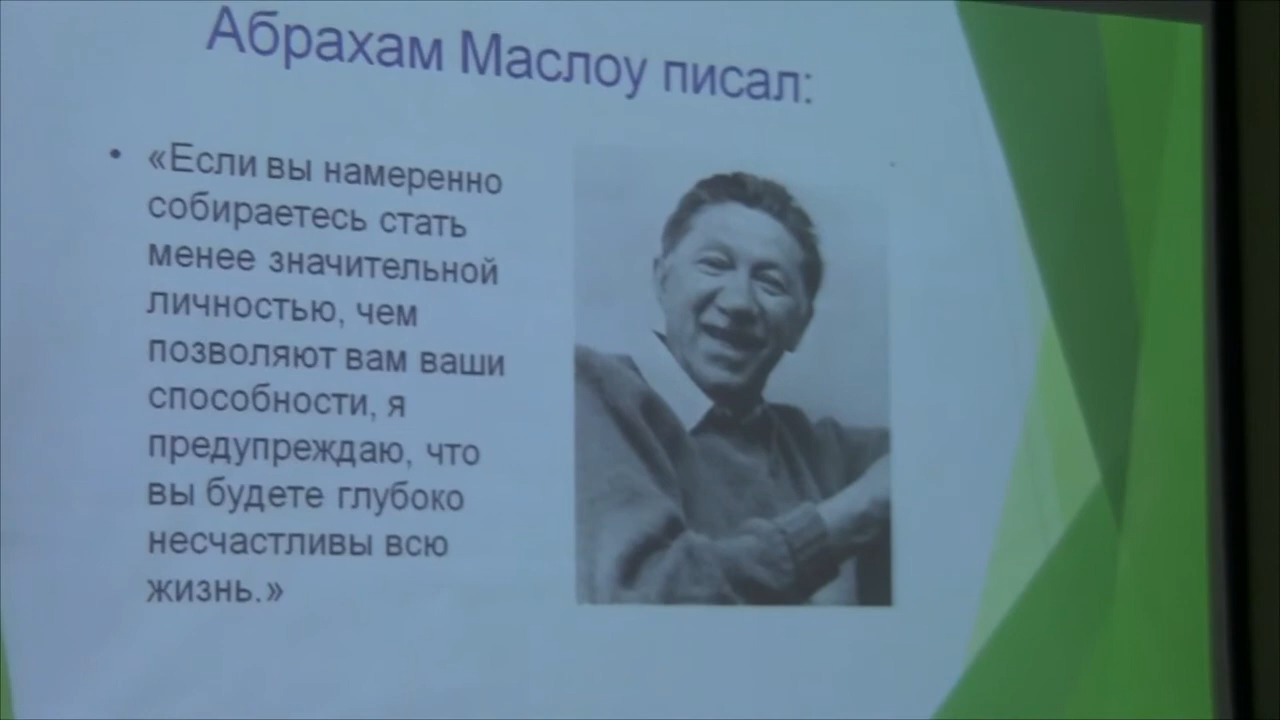 Абрахам Маслоу писал:
• «Если вы намеренно
собираетесь стать
менее значительной
личностью, чем
позволяют вам ваши
способности, я
предупреждаю, что
вы будете глубоко
несчастливы всю
жизнь.»